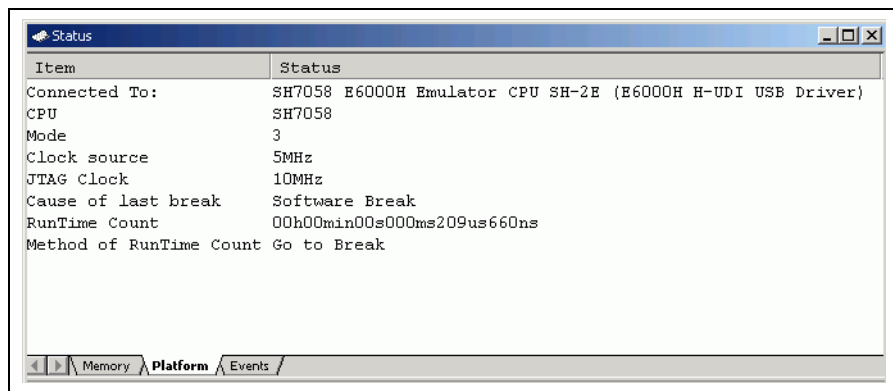 Status
Item Status
Connected To: SH7058 E6000H Emulator CPU SH-2E (E6000H H-UDI USB Driver)
CPU SH7058
Mode 3
Clock source 5MHz
JTAG Clock 10MHz
Cause of last break Software Break
RunTime Count 00h00min00s000ms209us660ns
Method of RunTime Count Go to Break
Memory Platform Events